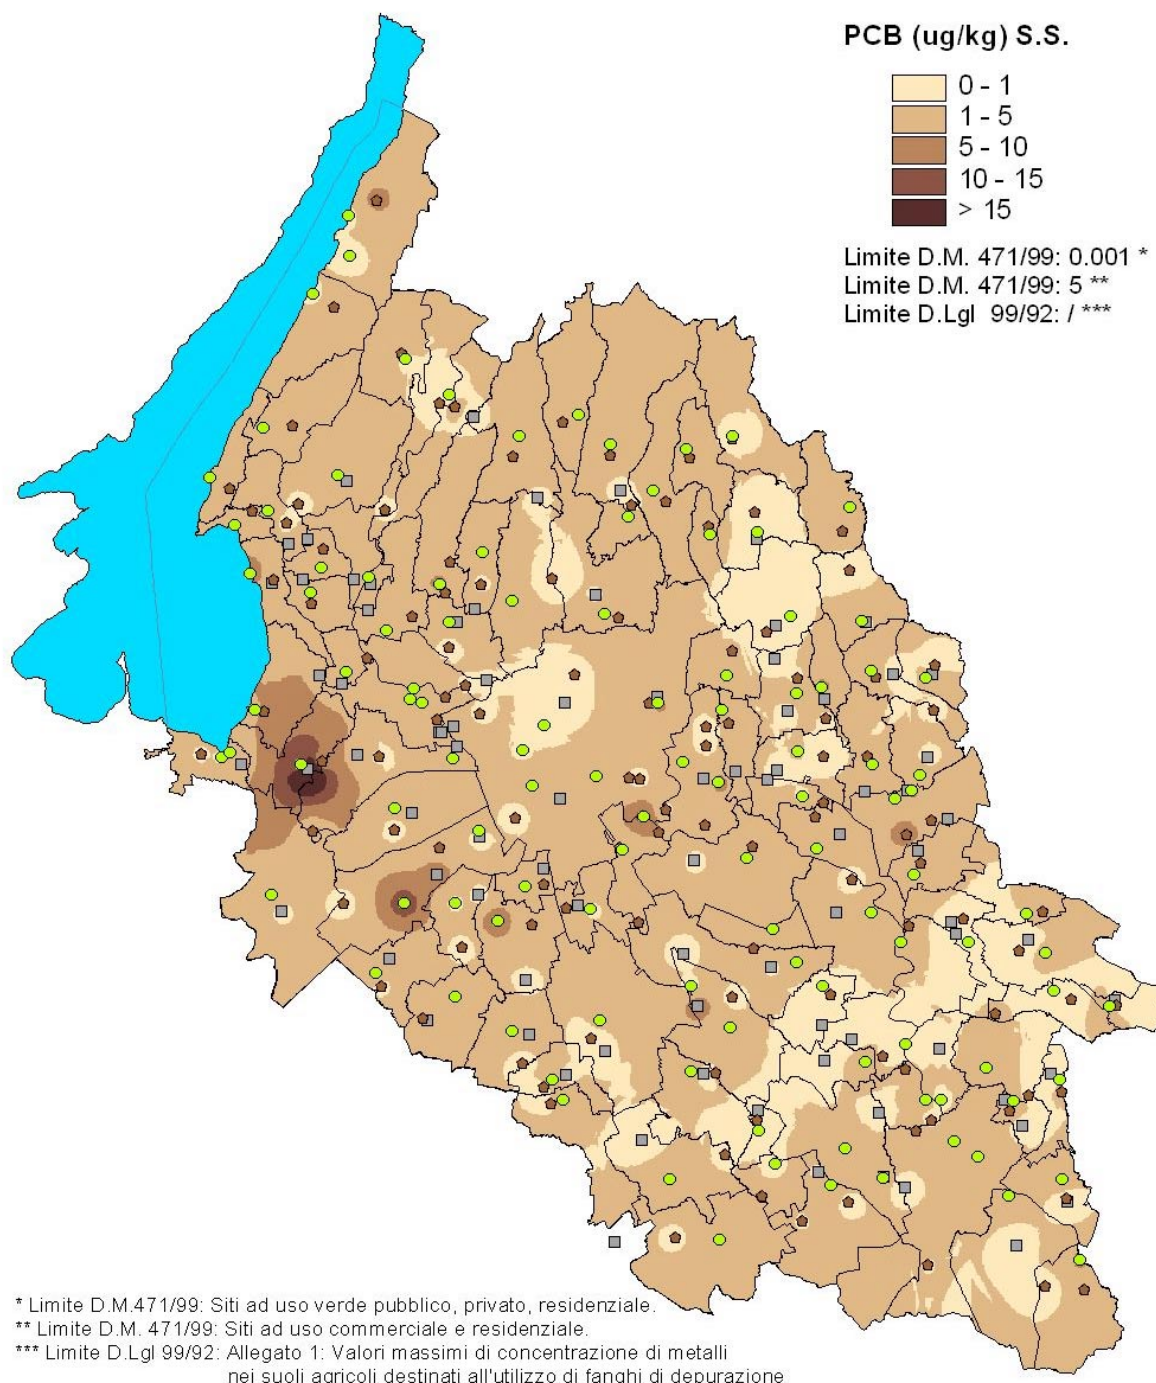 PCB (ug/kg) S.S.
0 - 1
1 - 5
5 - 10
10 - 15
> 15
Limite D.M. 471/99: 0.001 *
Limite D.M. 471/99: 5 **
Limite D.Lgl 99/92: / ***
* Limite D.M.471/99: Siti ad uso verde pubblico, privato, residenziale.
** Limite D.M. 471/99: Siti ad uso commerciale e residenziale.
*** Limite D.Lgl 99/92: Allegato 1: Valori massimi di concentrazione di metalli
nei suoli agricoli destinati all'utilizzo di fanghi di depurazione